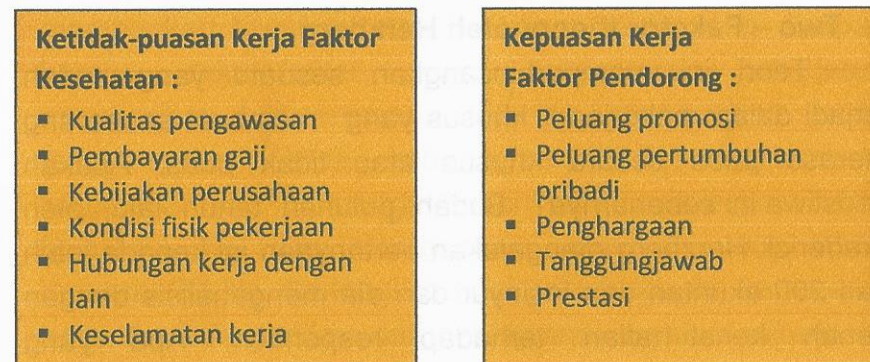 Ketidak-puasan Kerja Faktor
Kesehatan :
▪ Kualitas pengawasan
▪ Pembayaran gaji
▪ Kebijakan perusahaan
▪ Kondisi fisik pekerjaan
▪ Hubungan kerja dengan
lain
▪ Keselamatan kerja
Kepuasan Kerja
Faktor Pendorong :
▪ Peluang promosi
▪ Peluang pertumbuhan
pribadi
▪ Penghargaan
▪ Tanggungjawab
▪ Prestasi